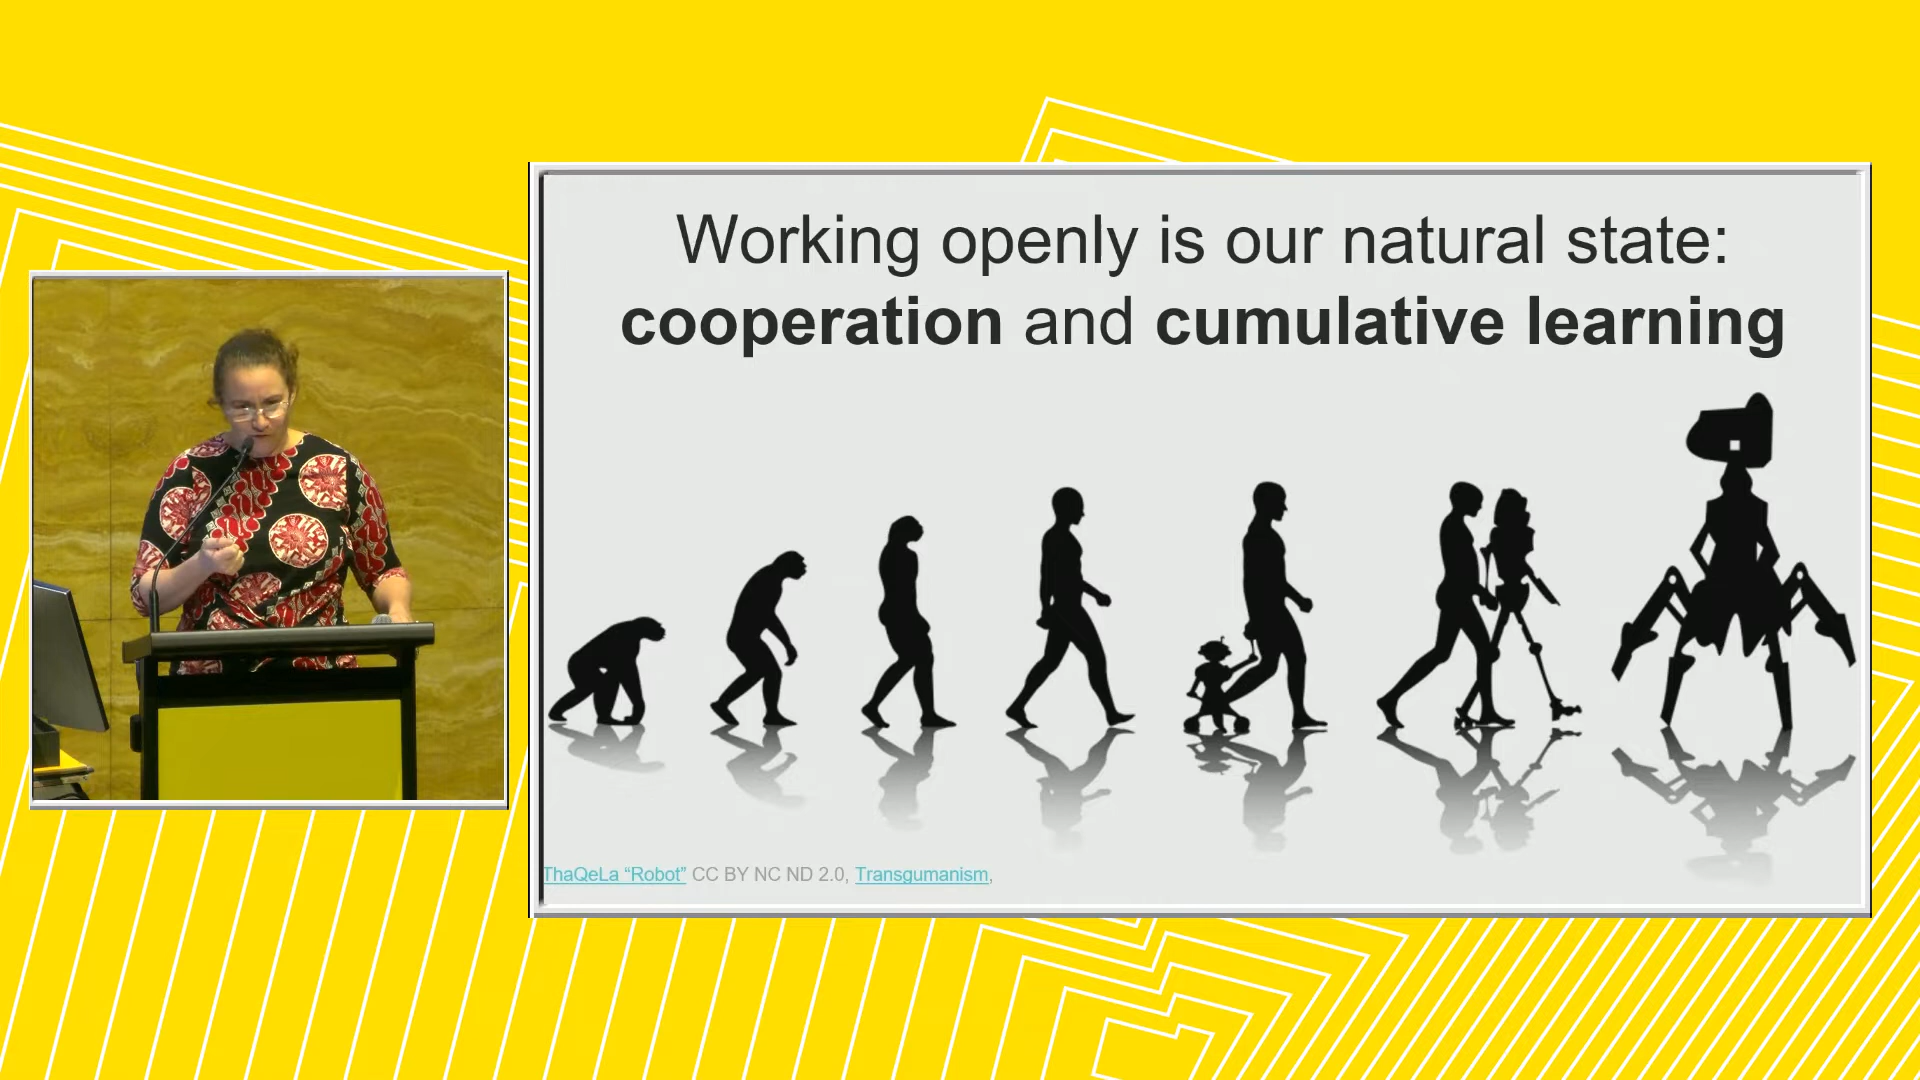 Working openly is our natural state:
cooperation and cumulative learning
ThaQeLa “Robot” CC BY NC ND 2.0, Transgumanism,